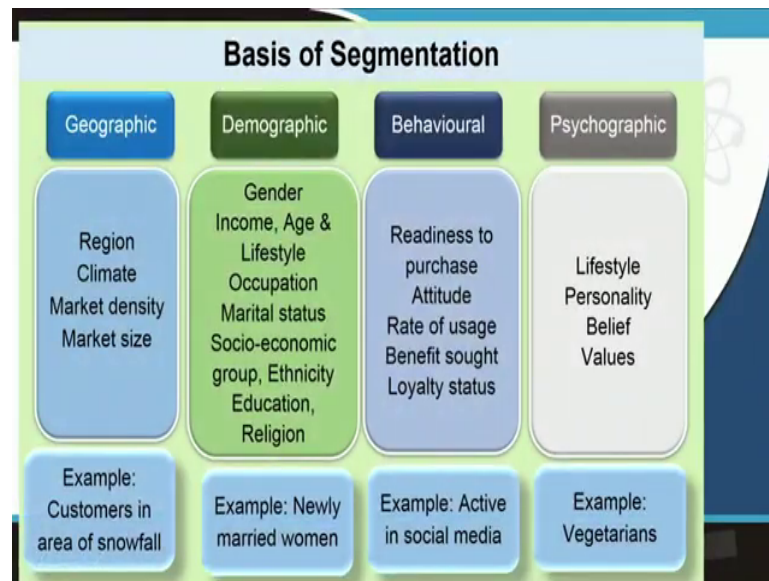 Basis of Segmentation
Geographic
Region
Climate
Market density
Market size
Example:
Customers in
area of snowfall
Demographic
Gender
Income, Age &
Lifestyle
Occupation
Marital status
Socio-economic
group, Ethnicity
Education,
Religion
Example: Newly
married women
Behavioural
Readiness to
purchase
Attitude
Rate of usage
Benefit sought
Loyalty status
Example: Active
in social media
Psychographic
Lifestyle
Personality
Belief
Values
Example:
Vegetarians